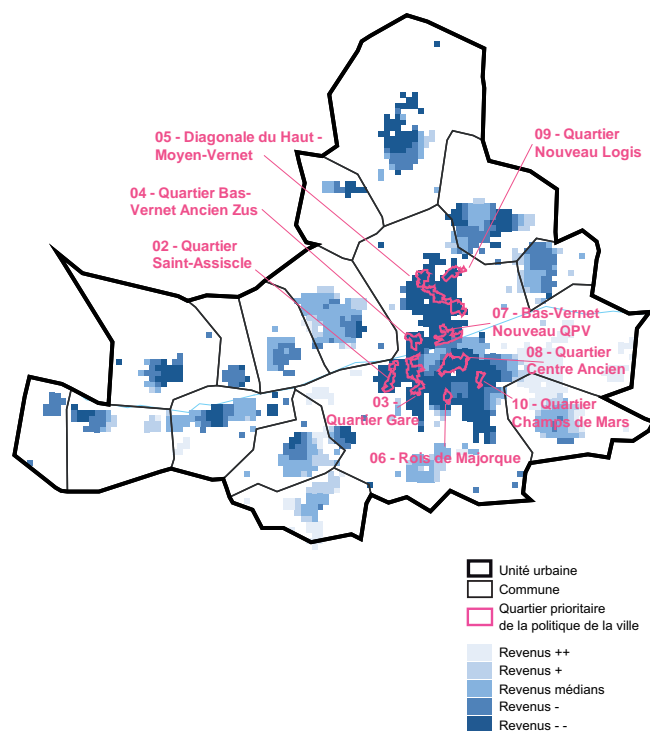 05 - Diagonale du Haut -
Moyen-Vernet
09 - Quartier
Nouveau Logis
04 - Quartier Bas-
Vernet Ancien Zus
02 - Quartier
Saint-Assiscle
07 - Bas-Vernet
Nouveau QPV
08 - Quartier
Centre Ancien
03 -
Quartier Gare
10 - Quartier
Champs de Mars
06 - Rois de Majorque
Unité urbaine
Commune
Quartier prioritaire
de la politique de la ville
Revenus ++
Revenus +
Revenus médians
Revenus -
Revenus - -